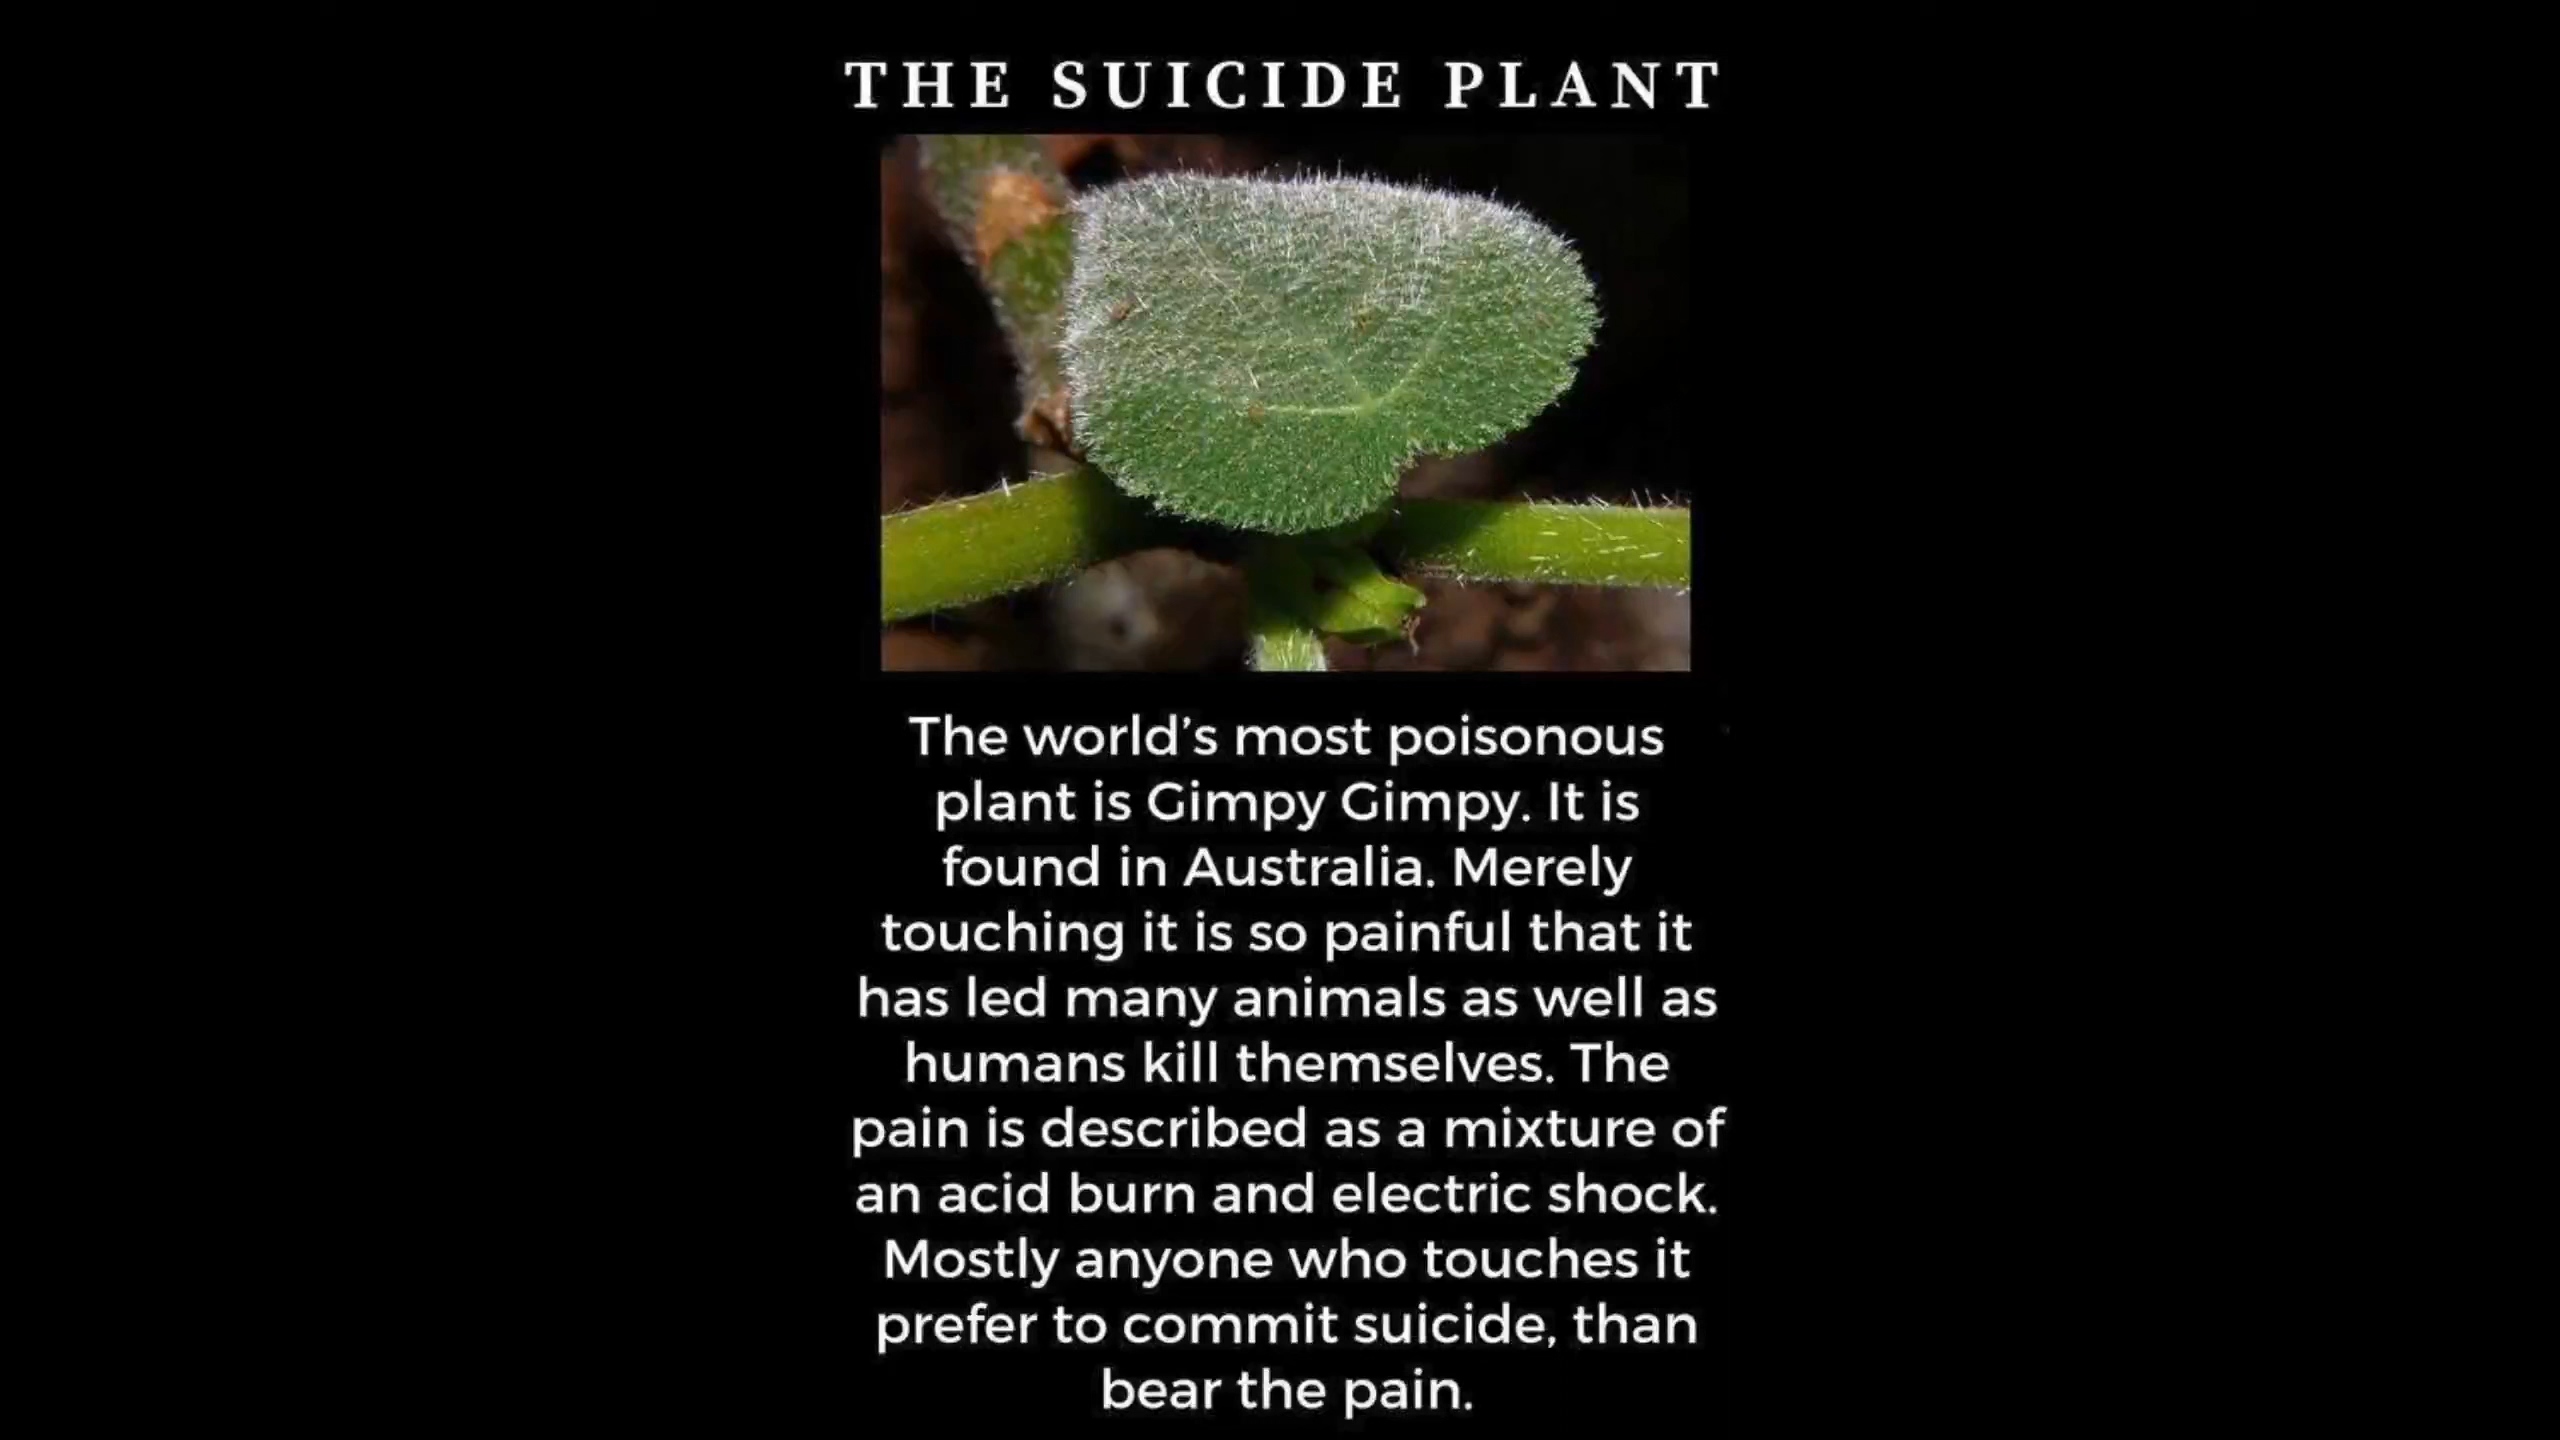 THE SUICIDE PLANT
The world's most poisonous
plant is Gimpy Gimpy. It is
found in Australia. Merely
touching it is so painful that it
has led many animals as well as
humans kill themselves. The
pain is described as a mixture of
an acid burn and electric shock.
Mostly anyone who touches it
prefer to commit suicide, than
bear the pain.